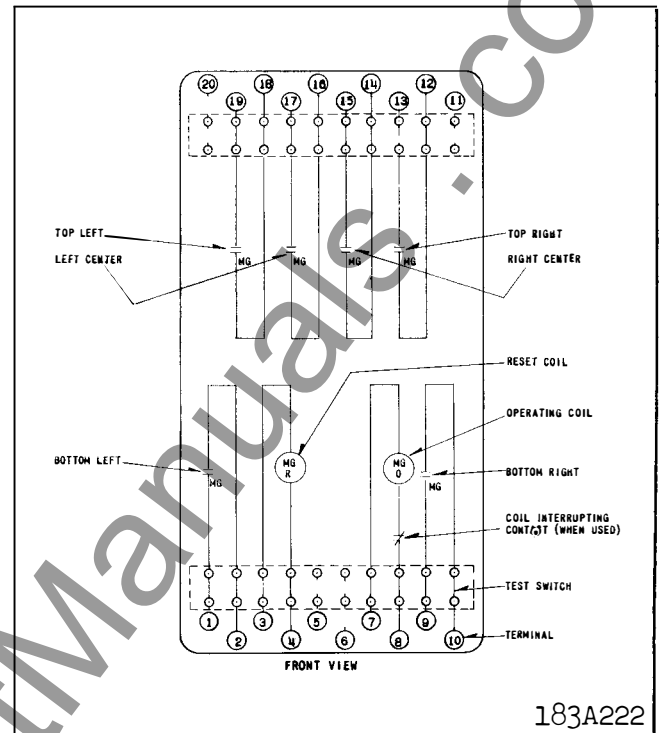 20 18 16 14 12
19 17 15 13 11
TOP LEFT
LEFT CENTER
TOP RIGHT
RIGHT CENTER
MG MG MG MG
RESET COIL
OPERATING COIL
BOTTOM LEFT
MG
MG
R
MG
O
BOTTOM RIGHT
MG
COIL INTERRUPTING
CONTACT (WHEN USED)
TEST SWITCH
1 3 5 7 9
2 4 6 8 10
TERMINAL
FRONT VIEW
183A222
tManuals.co